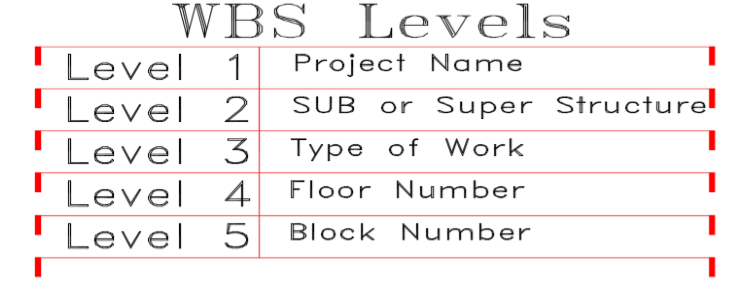 WBS Levels
Level 1 Project Name
Level 2 SUB or Super Structure
Level 3 Type of Work
Level 4 Floor Number
Level 5 Block Number